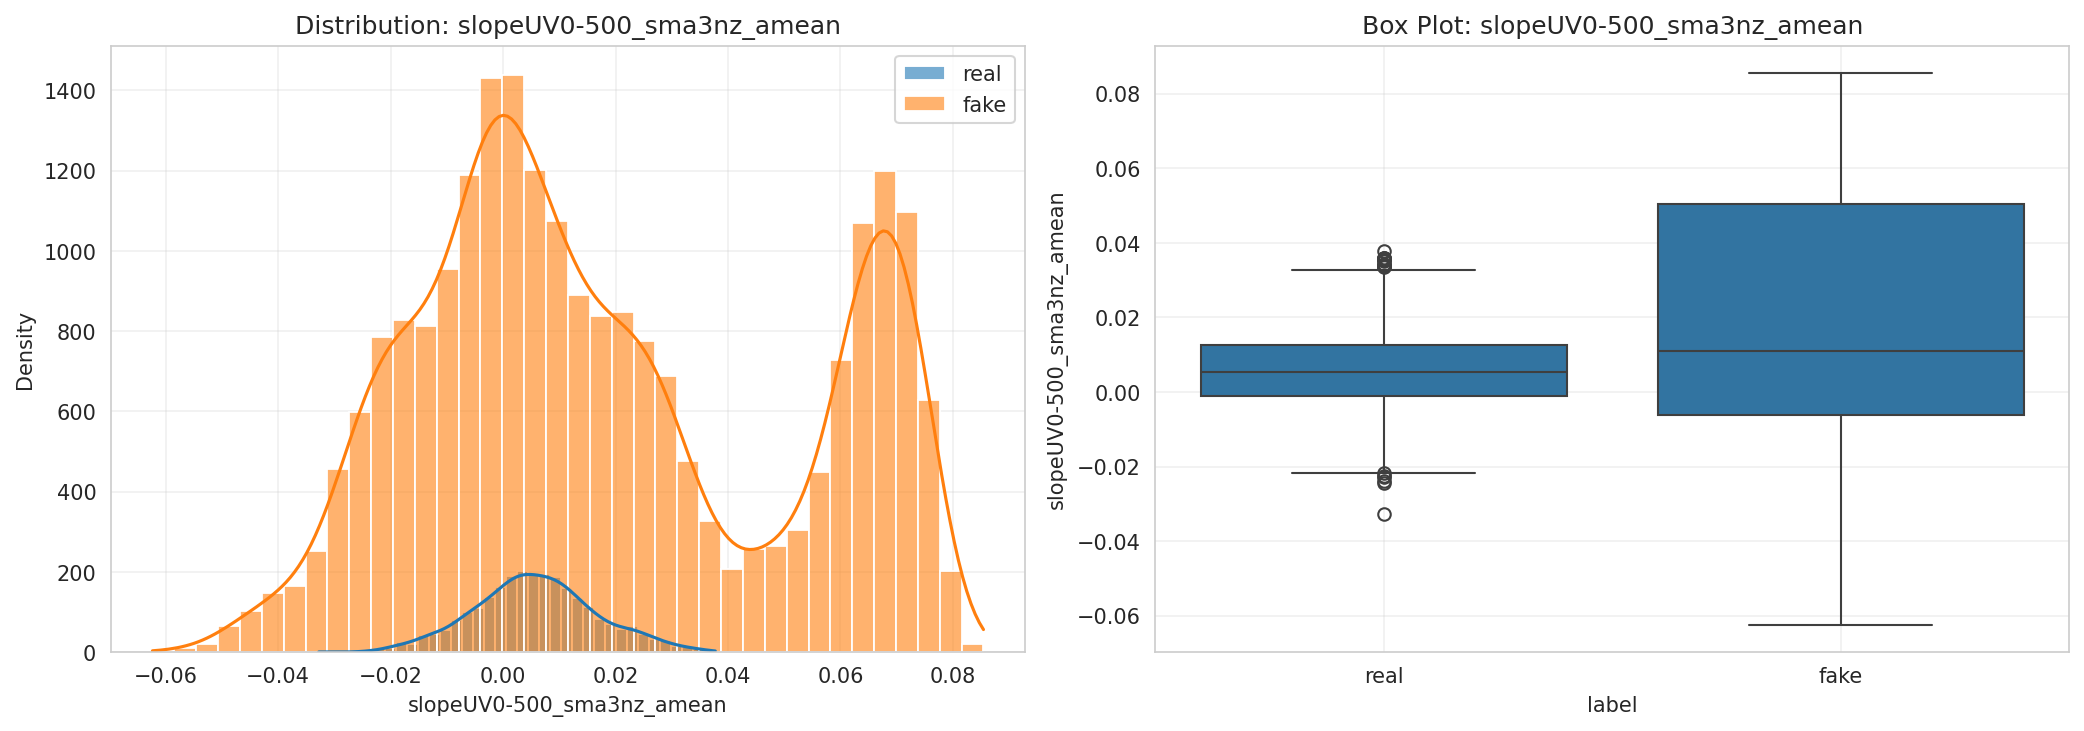 Distribution: slopeUV0-500_sma3nz_amean
real
fake
Density
1400
1200
1000
800
600
400
200
0
−0.06
−0.04
−0.02
0.00
0.02
0.04
0.06
0.08
slopeUV0-500_sma3nz_amean
Box Plot: slopeUV0-500_sma3nz_amean
slopeUV0-500_sma3nz_amean
0.08
0.06
0.04
0.02
0.00
−0.02
−0.04
−0.06
real
fake
label